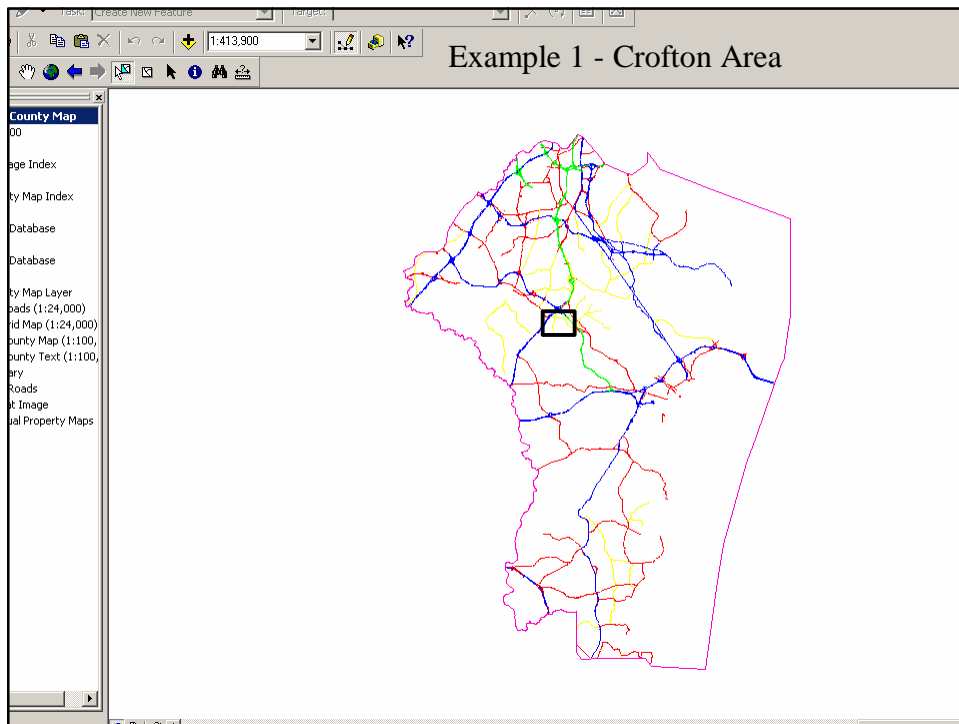 Task: Create New Feature Target:
1:413,900
Example 1 - Crofton Area
County Map
00
age Index
ty Map Index
Database
Database
ty Map Layer
oads (1:24,000)
rid Map (1:24,000)
ounty Map (1:100,
ounty Text (1:100,
ary
Roads
at Image
ual Property Maps